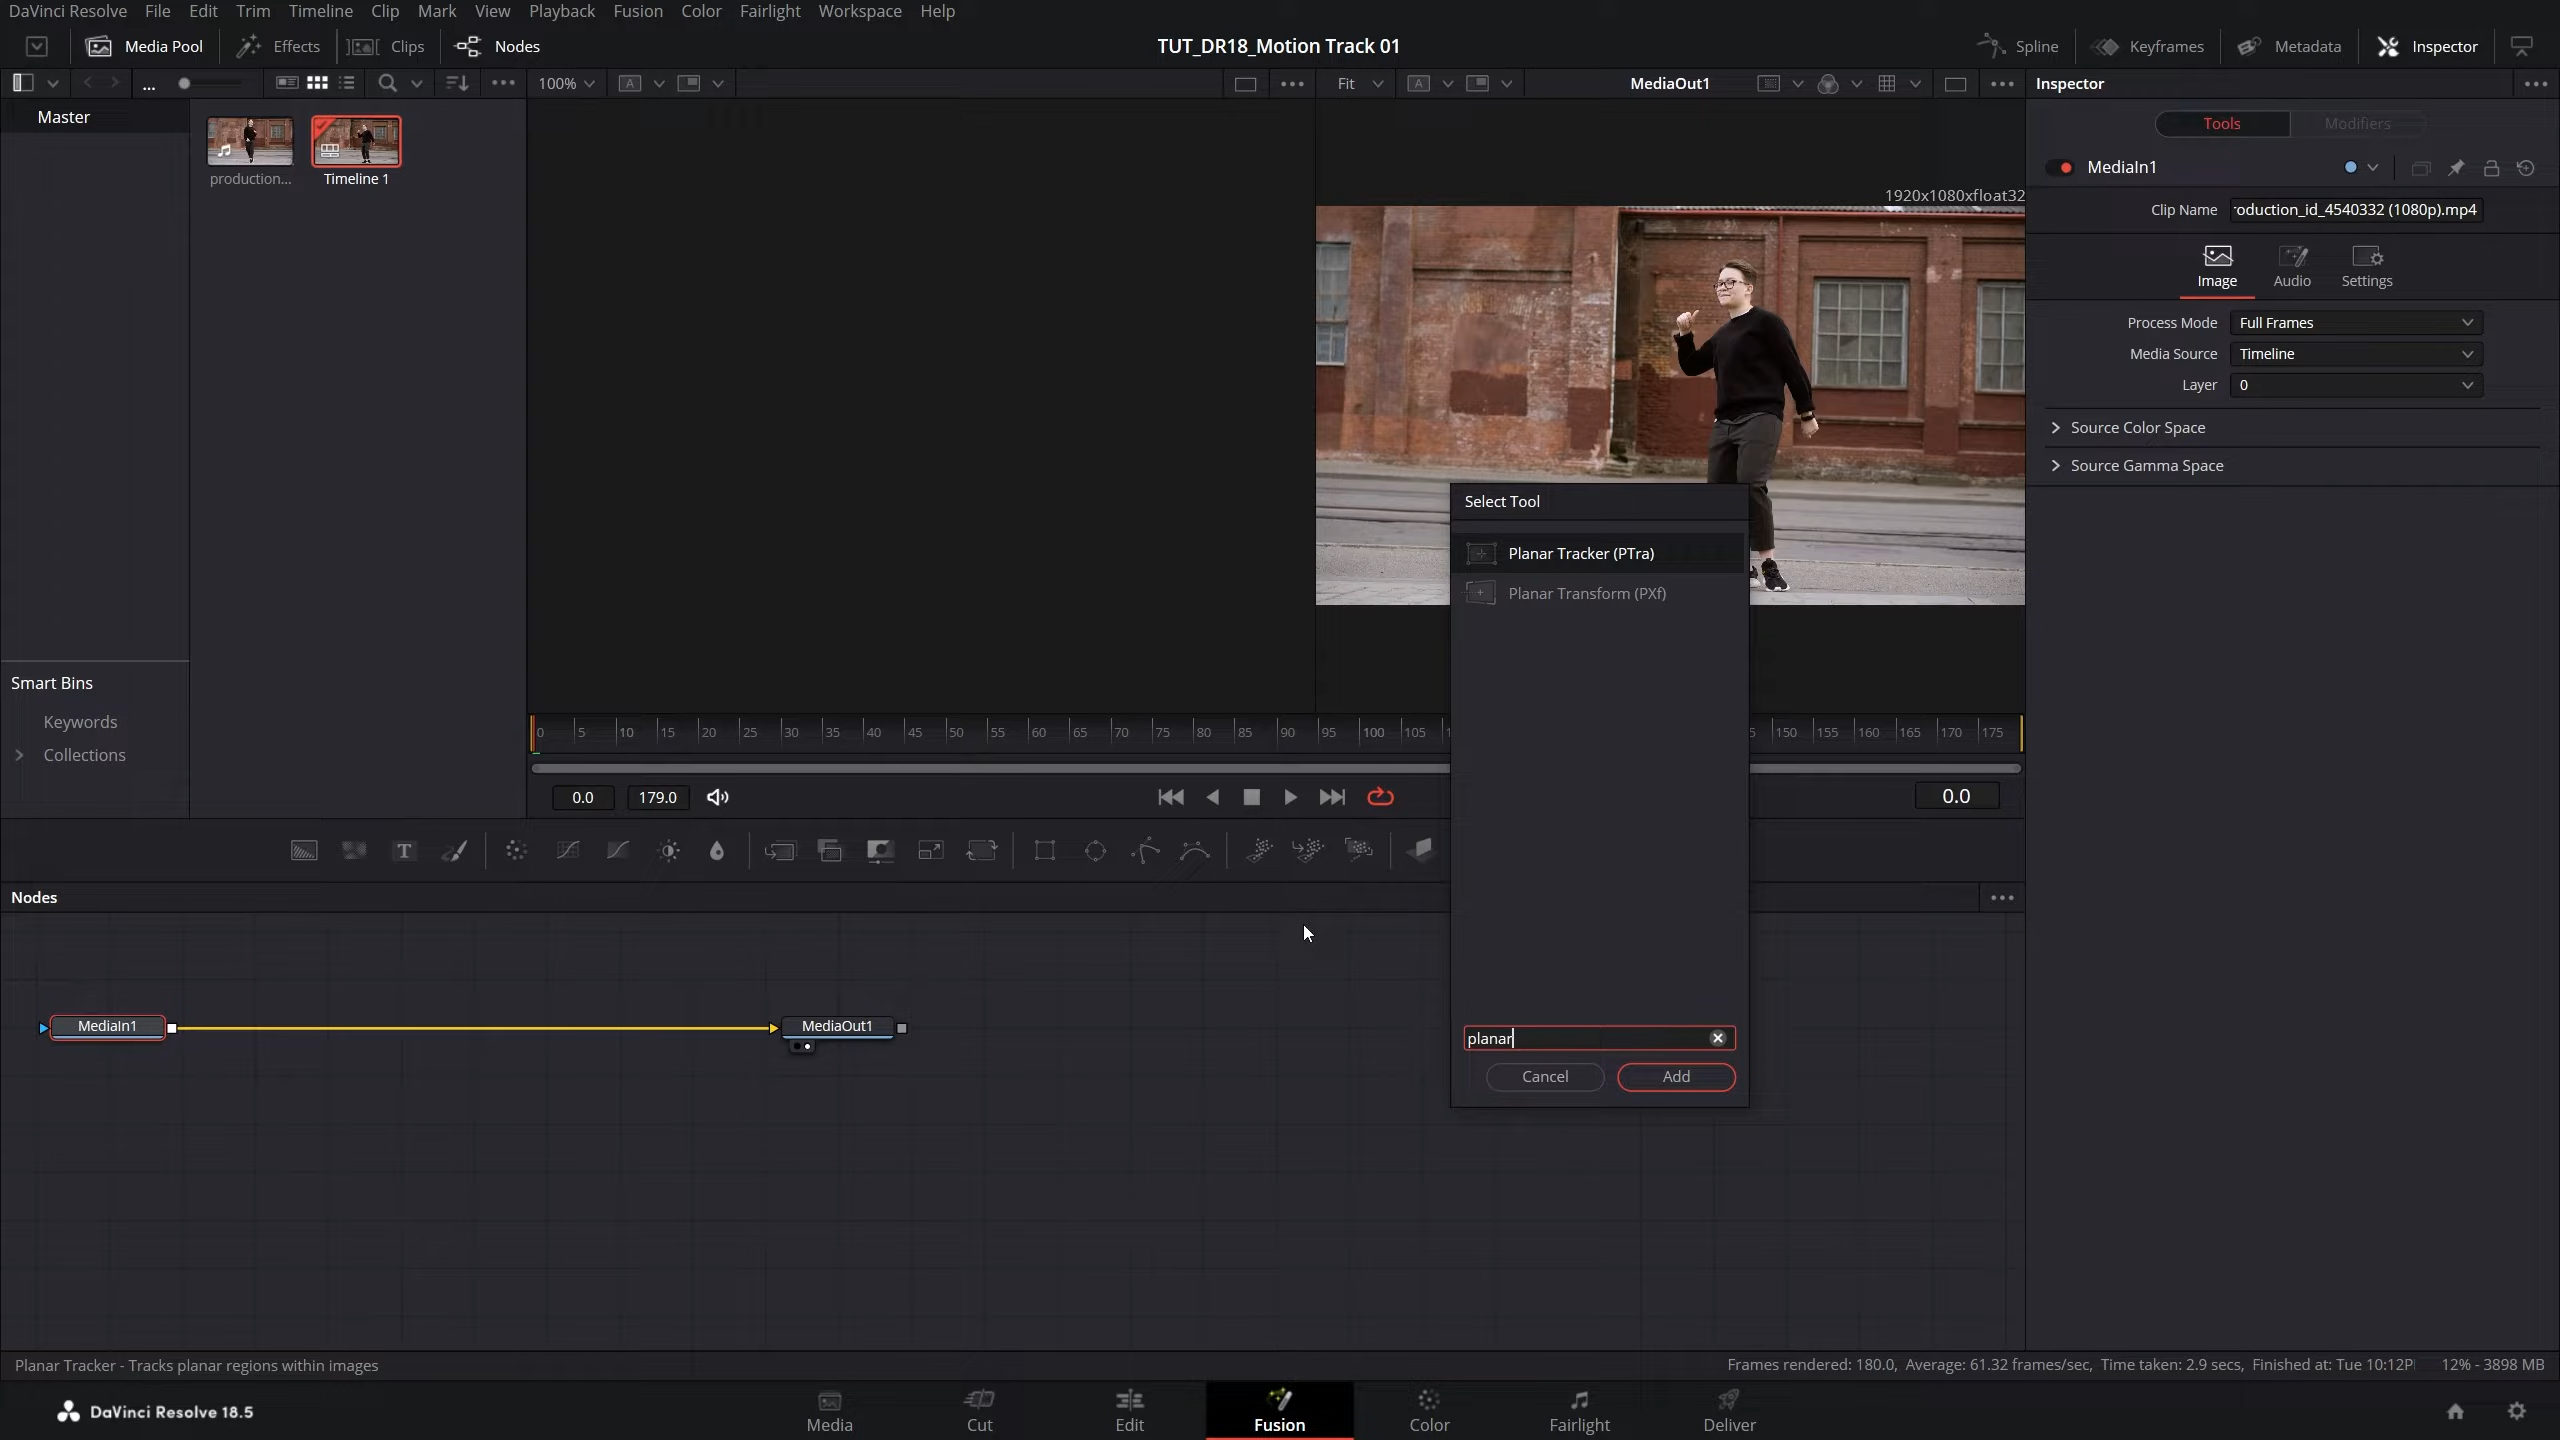 DaVinci Resolve File Edit Trim Timeline Clip Mark View Playback Fusion Color Fairlight Workspace Help
Media Pool Effects Clips Nodes TUT_DR18_Motion Track 01 Spline Keyframes Metadata Inspector
... 100% A Fit A MediaOut1 Inspector
Master
production...
Timeline 1
1920x1080xfloat32
Tools Modifiers
MediaIn1
Clip Name roduction_id_4540332 (1080p).mp4
Image Audio Settings
Process Mode Full Frames
Media Source Timeline
Layer 0
Source Color Space
Source Gamma Space
Select Tool
Planar Tracker (PTra)
Planar Transform (PXf)
Smart Bins
Keywords
Collections
0 5 10 15 20 25 30 35 40 45 50 55 60 65 70 75 80 85 90 95 100 105 150 155 160 165 170 175
0.0 179.0 0.0
T
Nodes
MediaIn1 MediaOut1
planar
Cancel Add
Planar Tracker - Tracks planar regions within images
Frames rendered: 180.0, Average: 61.32 frames/sec, Time taken: 2.9 secs, Finished at: Tue 10:12P 12% - 3898 MB
DaVinci Resolve 18.5
Media Cut Edit Fusion Color Fairlight Deliver